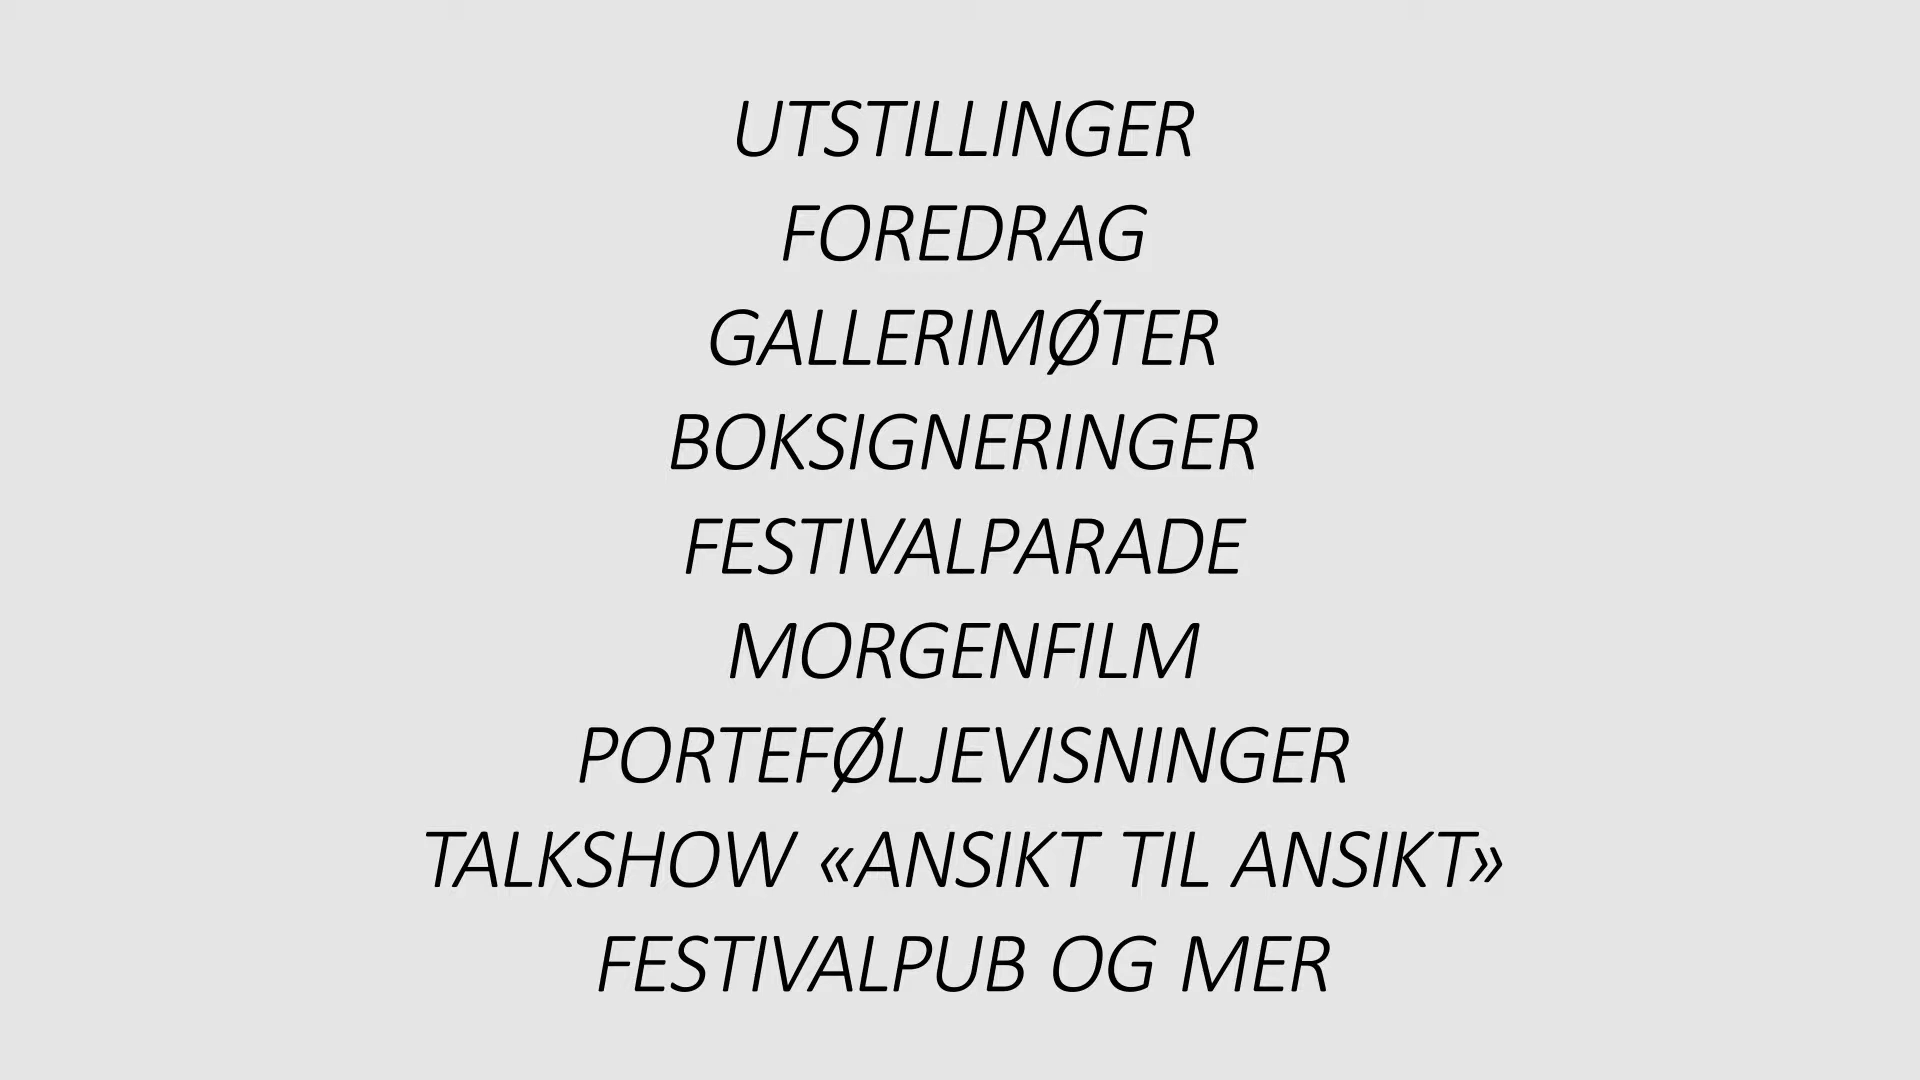 UTSTILLINGER
FOREDRAG
GALLERIMØTER
BOKSIGNERINGER
FESTIVALPARADE
MORGENFILM
PORTEFØLJEVISNINGER
TALKSHOW «ANSIKT TIL ANSIKT»
FESTIVALPUB OG MER